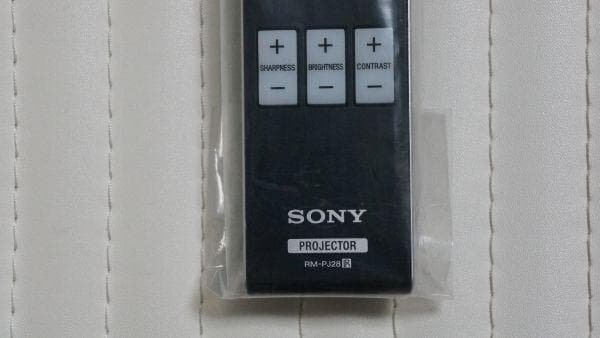 + + +
SHARPNESS BRIGHTNESS CONTRAST
− − −
SONY
PROJECTOR
RM-PJ28 R